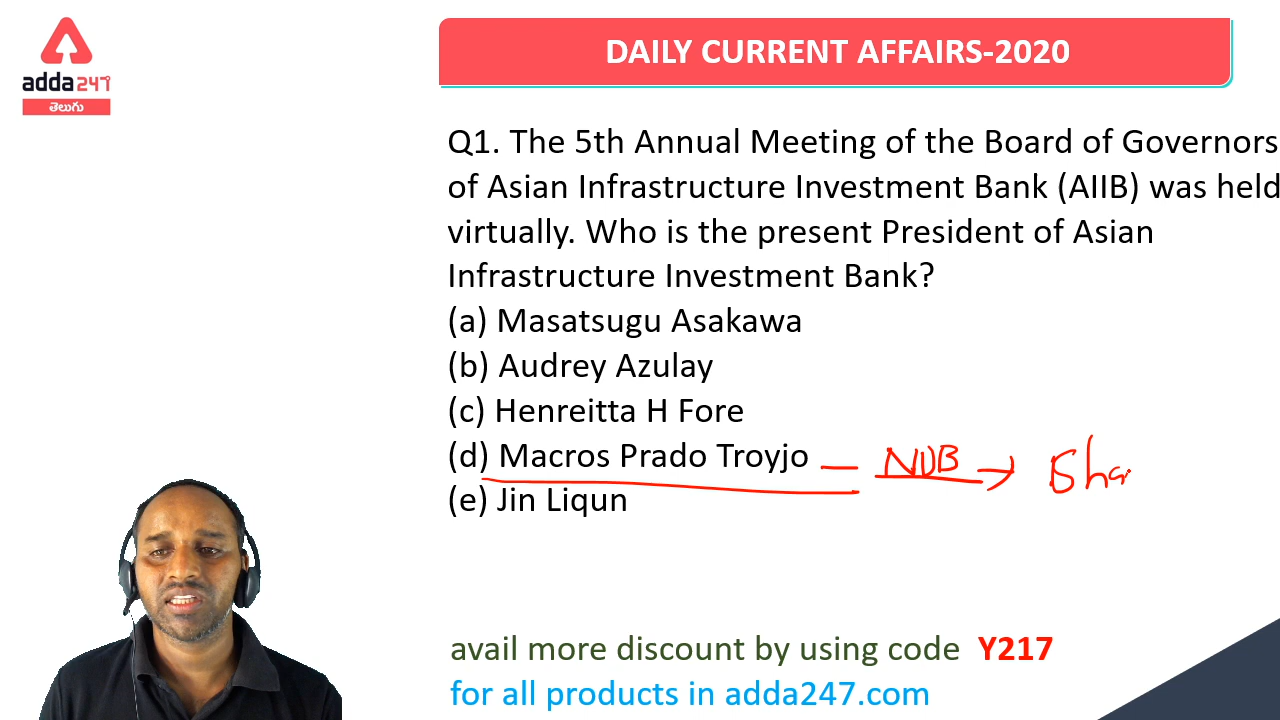 adda247
తెలుగు
DAILY CURRENT AFFAIRS-2020
Q1. The 5th Annual Meeting of the Board of Governors
of Asian Infrastructure Investment Bank (AIIB) was held
virtually. Who is the present President of Asian
Infrastructure Investment Bank?
(a) Masatsugu Asakawa
(b) Audrey Azulay
(c) Henreitta H Fore
(d) Macros Prado Troyjo — NDB → Sha
(e) Jin Liqun
avail more discount by using code Y217
for all products in adda247.com